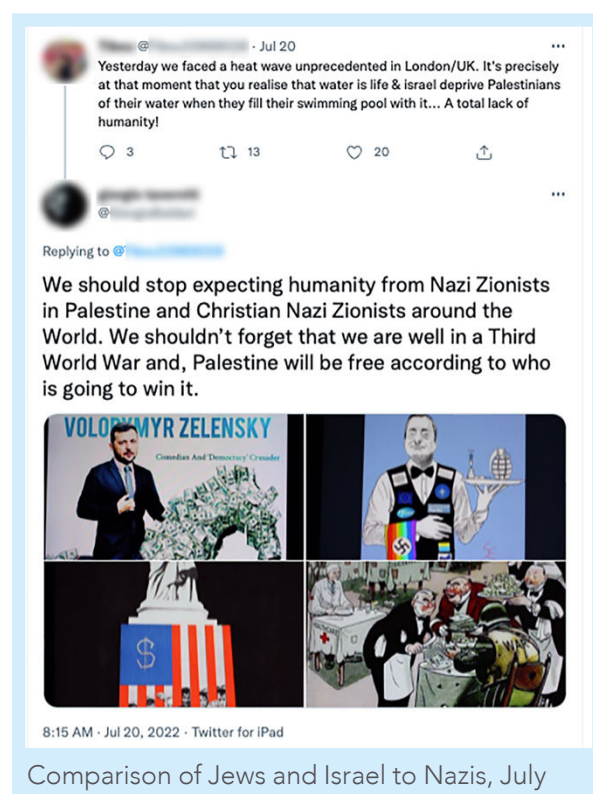 @
· Jul 20
Yesterday we faced a heat wave unprecedented in London/UK. It's precisely
at that moment that you realise that water is life & israel deprive Palestinians
of their water when they fill their swimming pool with it... A total lack of
humanity!
3 13 20
@
Replying to @
We should stop expecting humanity from Nazi Zionists
in Palestine and Christian Nazi Zionists around the
World. We shouldn't forget that we are well in a Third
World War and, Palestine will be free according to who
is going to win it.
VOLODYMYR ZELENSKY
Comedian And 'Democracy' Crusader
$
WAR
8:15 AM · Jul 20, 2022 · Twitter for iPad
Comparison of Jews and Israel to Nazis, July